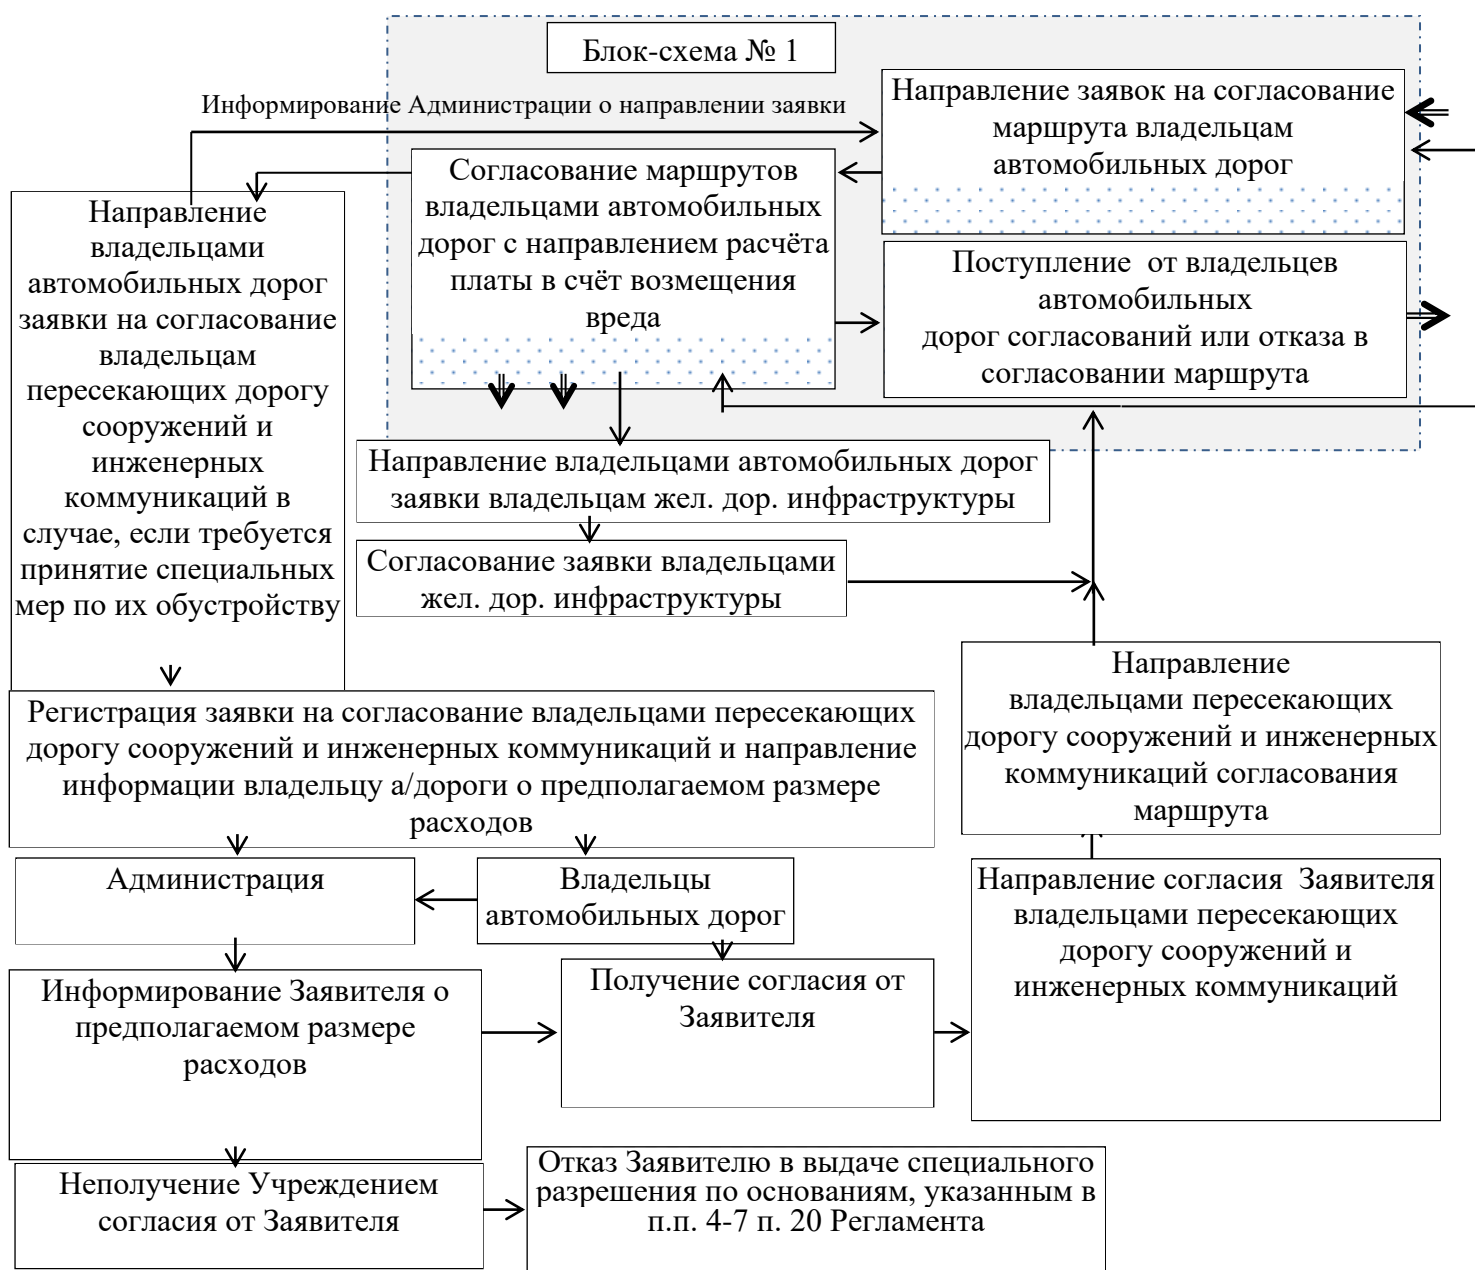 Блок-схема № 1
Информирование Администрации о направлении заявки
Направление заявок на согласование
маршрута владельцам
автомобильных дорог
Согласование маршрутов
владельцами автомобильных
дорог с направлением расчёта
платы в счёт возмещения
вреда
Поступление от владельцев
автомобильных
дорог согласований или отказа в
согласовании маршрута
Направление
владельцами
автомобильных дорог
заявки на согласование
владельцам
пересекающих дорогу
сооружений и
инженерных
коммуникаций в
случае, если требуется
принятие специальных
мер по их обустройству
Направление владельцами автомобильных дорог
заявки владельцам жел. дор. инфраструктуры
Согласование заявки владельцами
жел. дор. инфраструктуры
Направление
владельцами пересекающих
дорогу сооружений и инженерных
коммуникаций согласования
маршрута
Регистрация заявки на согласование владельцами пересекающих
дорогу сооружений и инженерных коммуникаций и направление
информации владельцу а/дороги о предполагаемом размере
расходов
Администрация
Владельцы
автомобильных дорог
Направление согласия Заявителя
владельцами пересекающих
дорогу сооружений и
инженерных коммуникаций
Информирование Заявителя о
предполагаемом размере
расходов
Получение согласия от
Заявителя
Неполучение Учреждением
согласия от Заявителя
Отказ Заявителю в выдаче специального
разрешения по основаниям, указанным в
п.п. 4-7 п. 20 Регламента